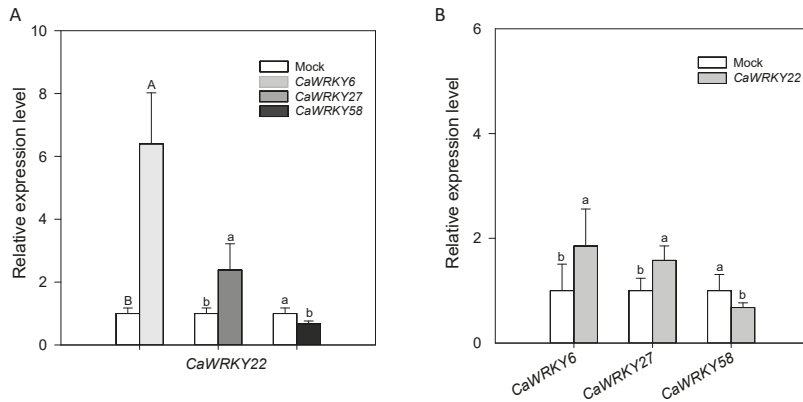 A
Relative expression level
10
8
6
4
2
0
Mock
CaWRKY6
CaWRKY27
CaWRKY58
B
A
b
a
a
b
CaWRKY22
B
Relative expression level
6
4
2
0
Mock
CaWRKY22
b
a
b
a
a
b
CaWRKY6
CaWRKY27
CaWRKY58